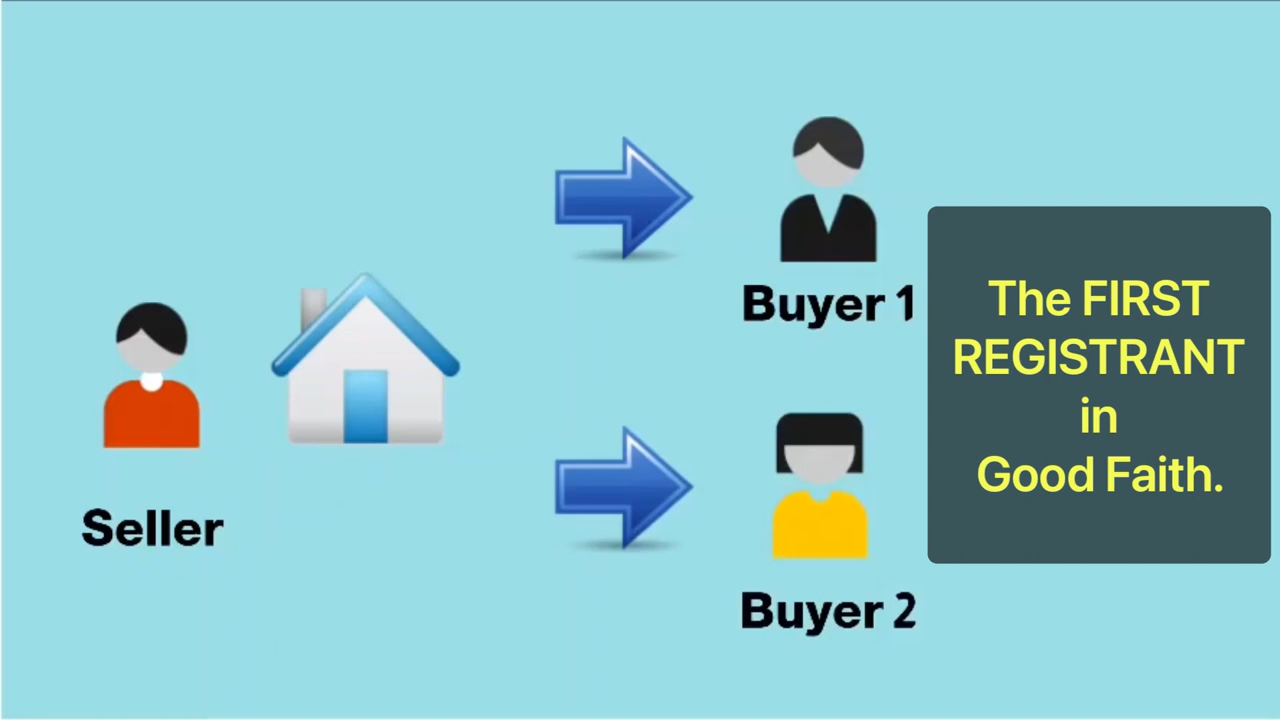 Seller
Buyer 1
Buyer 2
The FIRST
REGISTRANT
in
Good Faith.